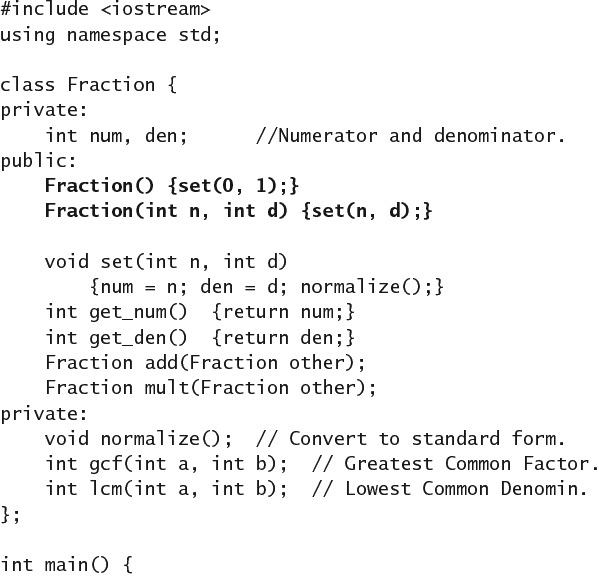 #include <iostream>
using namespace std;
class Fraction {
private:
int num, den; //Numerator and denominator.
public:
Fraction() {set(0, 1);}
Fraction(int n, int d) {set(n, d);}
void set(int n, int d)
{num = n; den = d; normalize();}
int get_num() {return num;}
int get_den() {return den;}
Fraction add(Fraction other);
Fraction mult(Fraction other);
private:
void normalize(); // Convert to standard form.
int gcf(int a, int b); // Greatest Common Factor.
int lcm(int a, int b); // Lowest Common Denomin.
};
int main() {